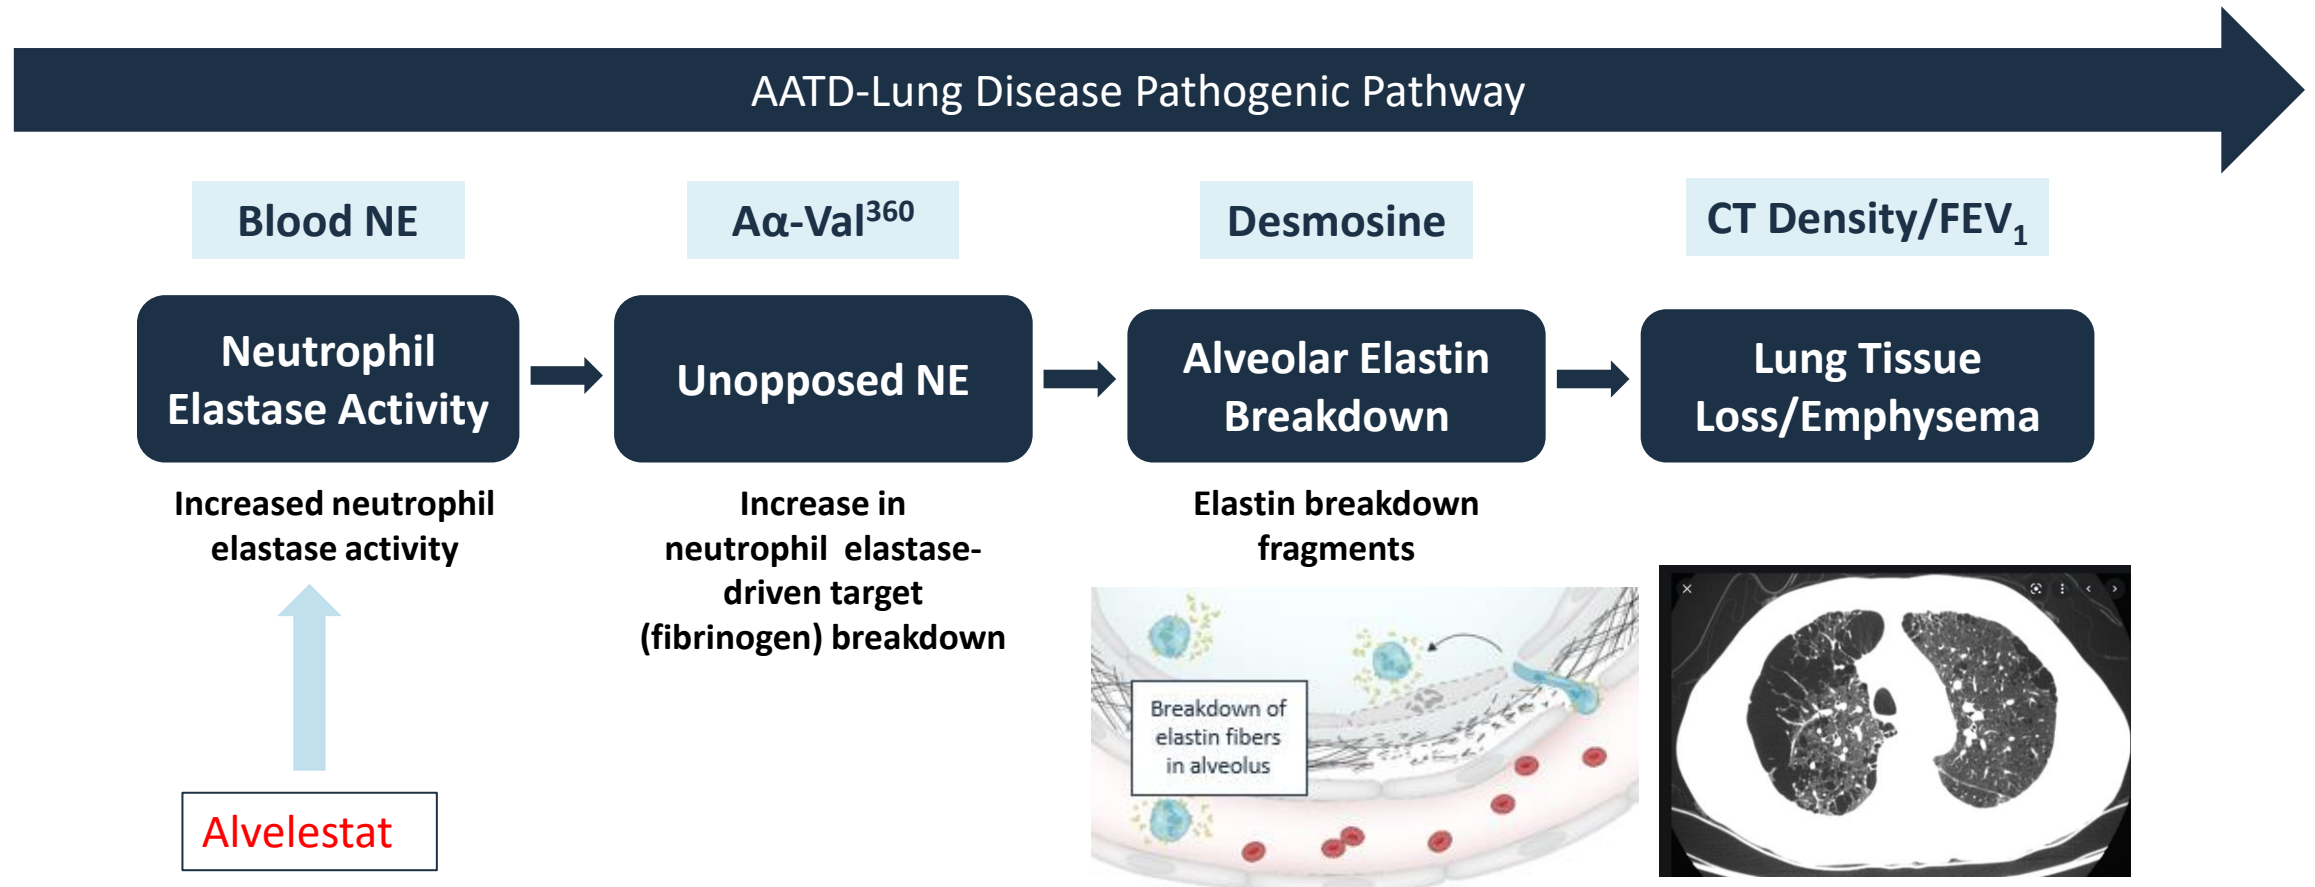 AATD-Lung Disease Pathogenic Pathway
Blood NE
Aα-Val³⁶⁰
Desmosine
CT Density/FEV₁
Neutrophil
Elastase Activity
Unopposed NE
Alveolar Elastin
Breakdown
Lung Tissue
Loss/Emphysema
Increased neutrophil
elastase activity
Increase in
neutrophil elastase-
driven target
(fibrinogen) breakdown
Elastin breakdown
fragments
Breakdown of
elastin fibers
in alveolus
Alvelestat